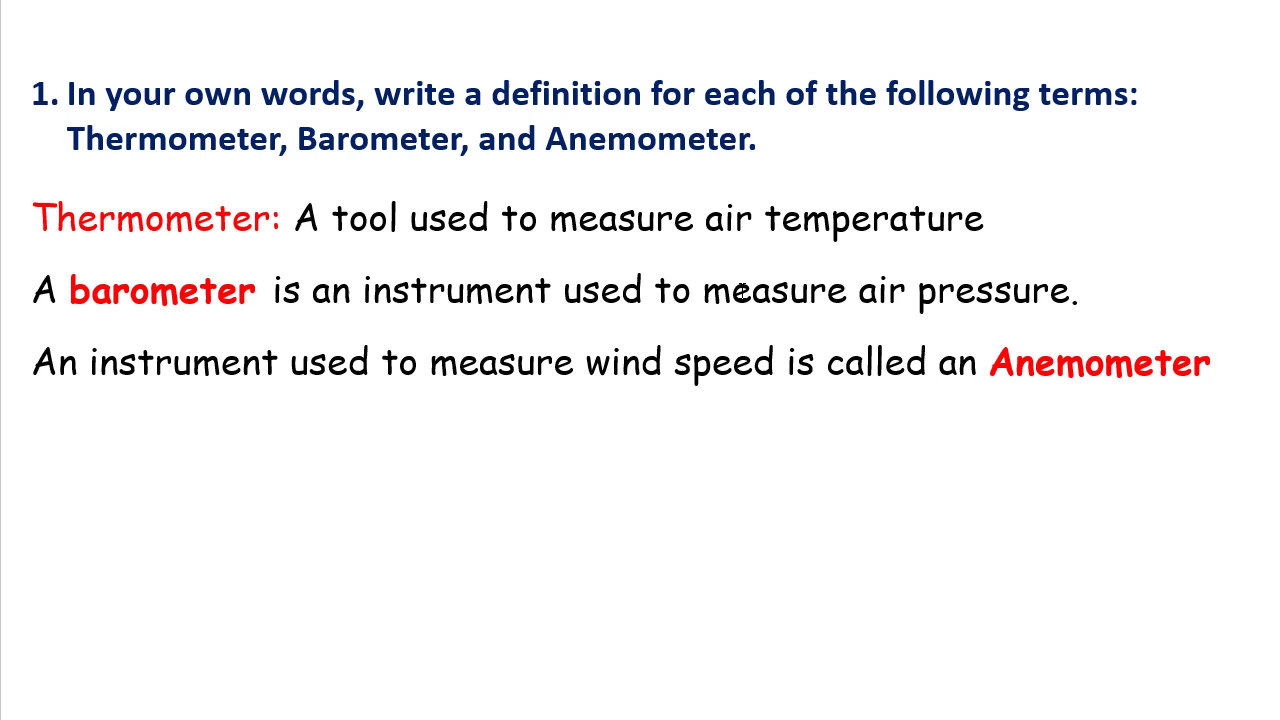 1. In your own words, write a definition for each of the following terms:
Thermometer, Barometer, and Anemometer.
Thermometer: A tool used to measure air temperature
A barometer is an instrument used to measure air pressure.
An instrument used to measure wind speed is called an Anemometer